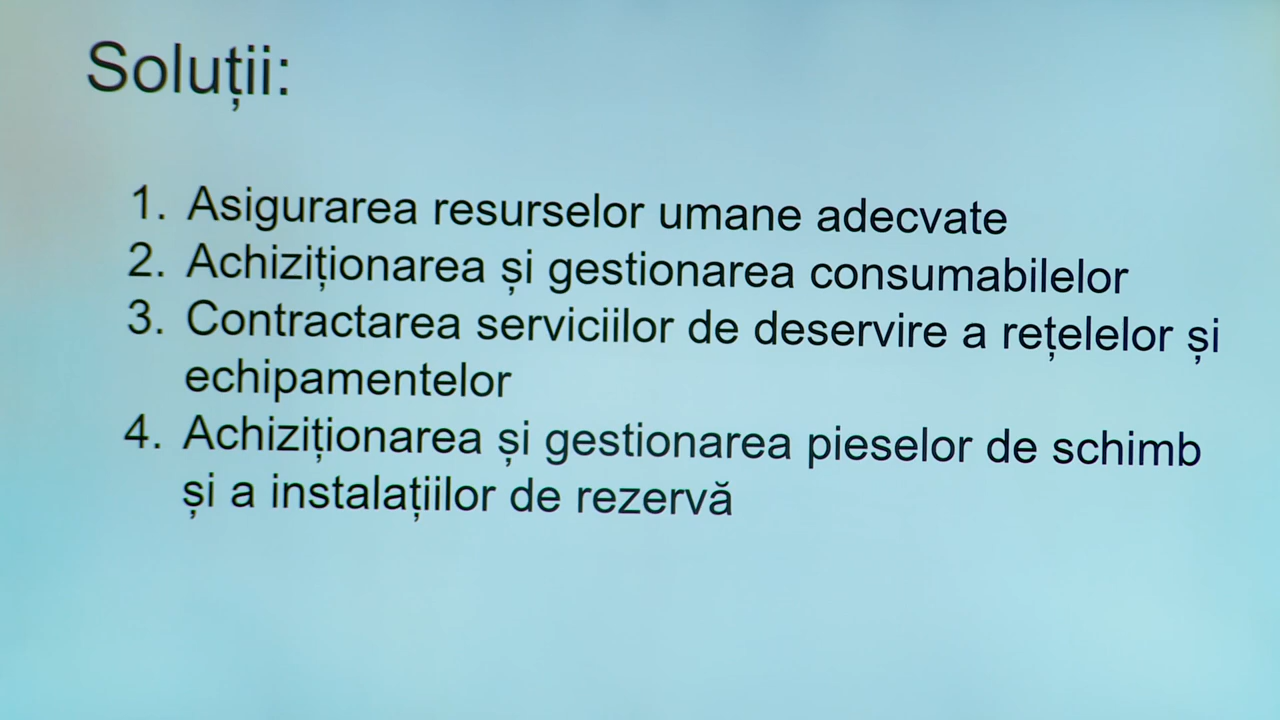 Soluții:
1. Asigurarea resurselor umane adecvate
2. Achiziționarea și gestionarea consumabilelor
3. Contractarea serviciilor de deservire a rețelelor și
echipamentelor
4. Achiziționarea și gestionarea pieselor de schimb
și a instalațiilor de rezervă